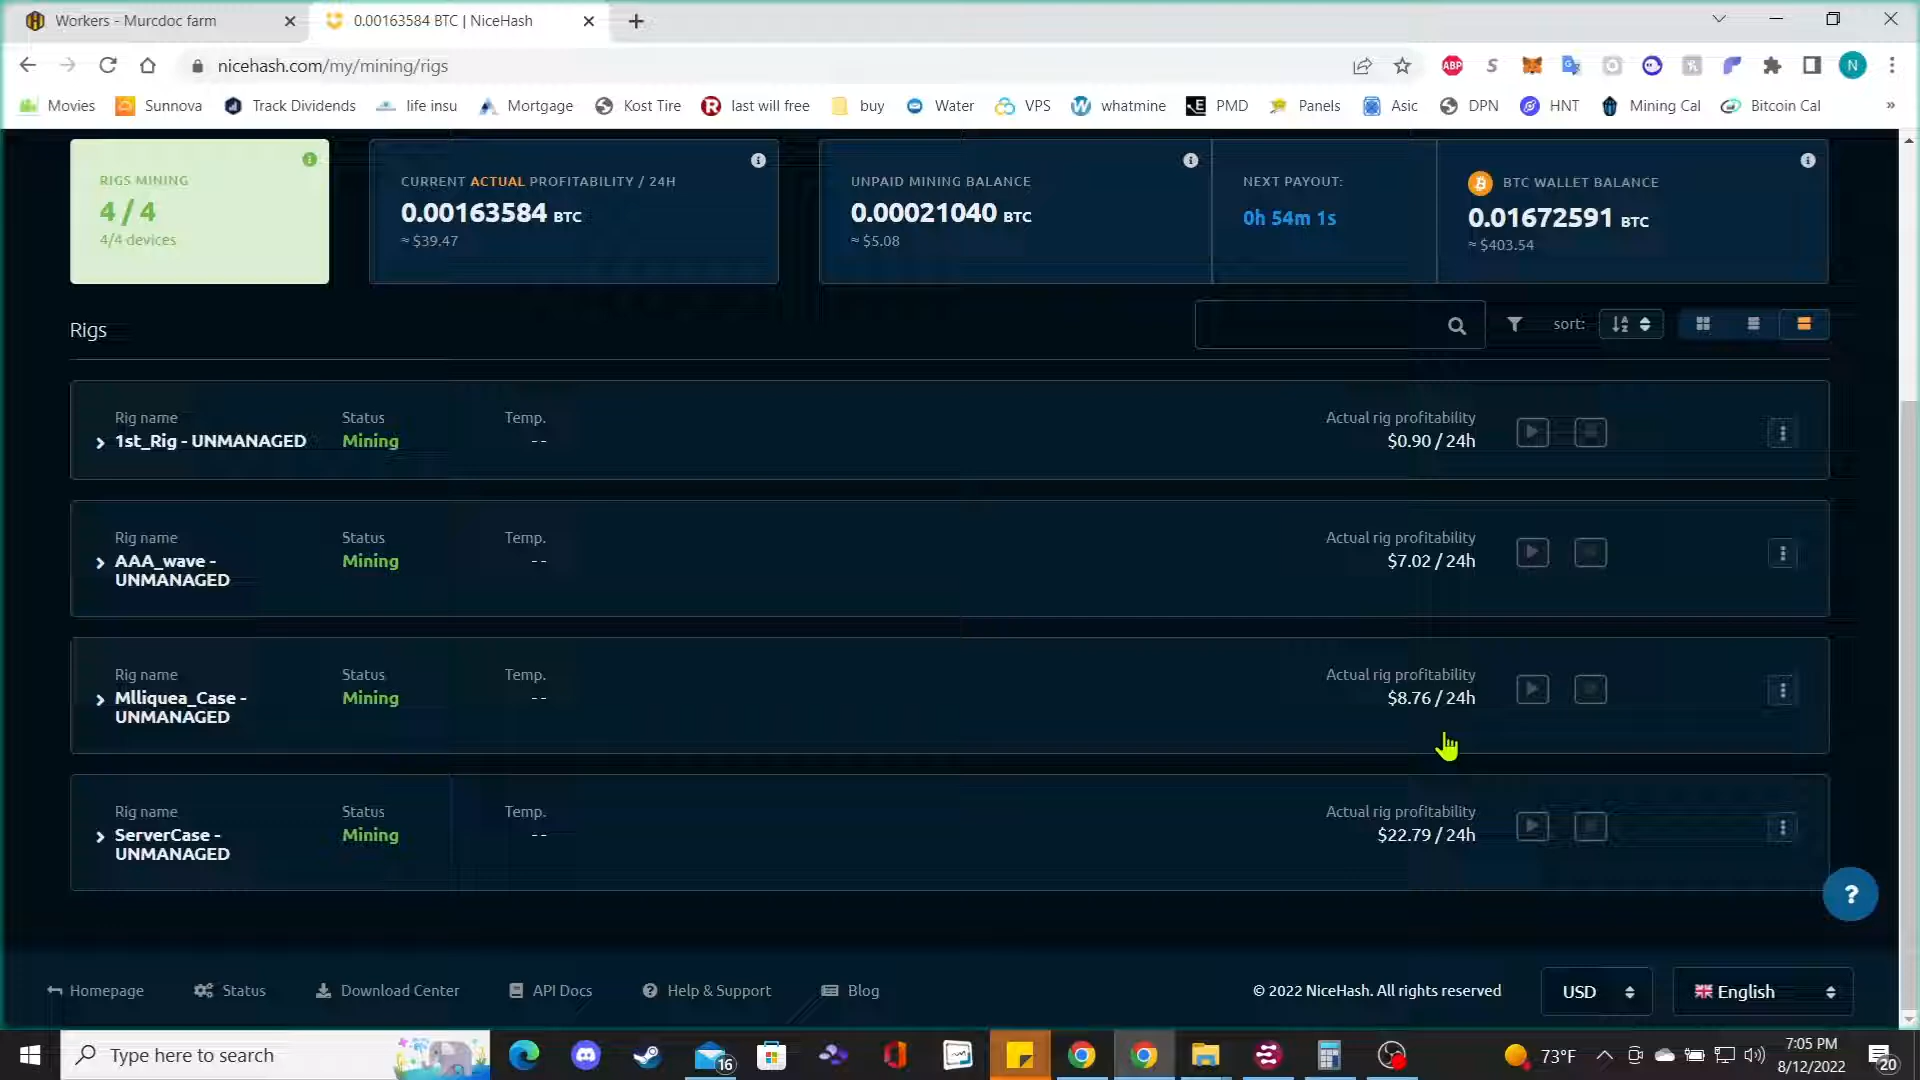 Workers - Murcdoc farm
0.00163584 BTC | NiceHash
nicehash.com/my/mining/rigs
ABP
S
N
Movies
Sunnova
Track Dividends
life insu
Mortgage
Kost Tire
last will free
buy
Water
VPS
whatmine
PMD
Panels
Asic
DPN
HNT
Mining Cal
Bitcoin Cal
»
RIGS MINING
4 / 4
4/4 devices
CURRENT ACTUAL PROFITABILITY / 24H
0.00163584 BTC
≈ $39.47
UNPAID MINING BALANCE
0.00021040 BTC
≈ $5.08
NEXT PAYOUT:
0h 54m 1s
BTC WALLET BALANCE
0.01672591 BTC
≈ $403.54
Rigs
sort:
Rig name
1st_Rig - UNMANAGED
Status
Mining
Temp.
- -
Actual rig profitability
$0.90 / 24h
Rig name
AAA_wave -
UNMANAGED
Status
Mining
Temp.
- -
Actual rig profitability
$7.02 / 24h
Rig name
Mlliquea_Case -
UNMANAGED
Status
Mining
Temp.
- -
Actual rig profitability
$8.76 / 24h
Rig name
ServerCase -
UNMANAGED
Status
Mining
Temp.
- -
Actual rig profitability
$22.79 / 24h
?
Homepage
Status
Download Center
API Docs
Help & Support
Blog
© 2022 NiceHash. All rights reserved
USD
English
Type here to search
16
73°F
7:05 PM
8/12/2022
20